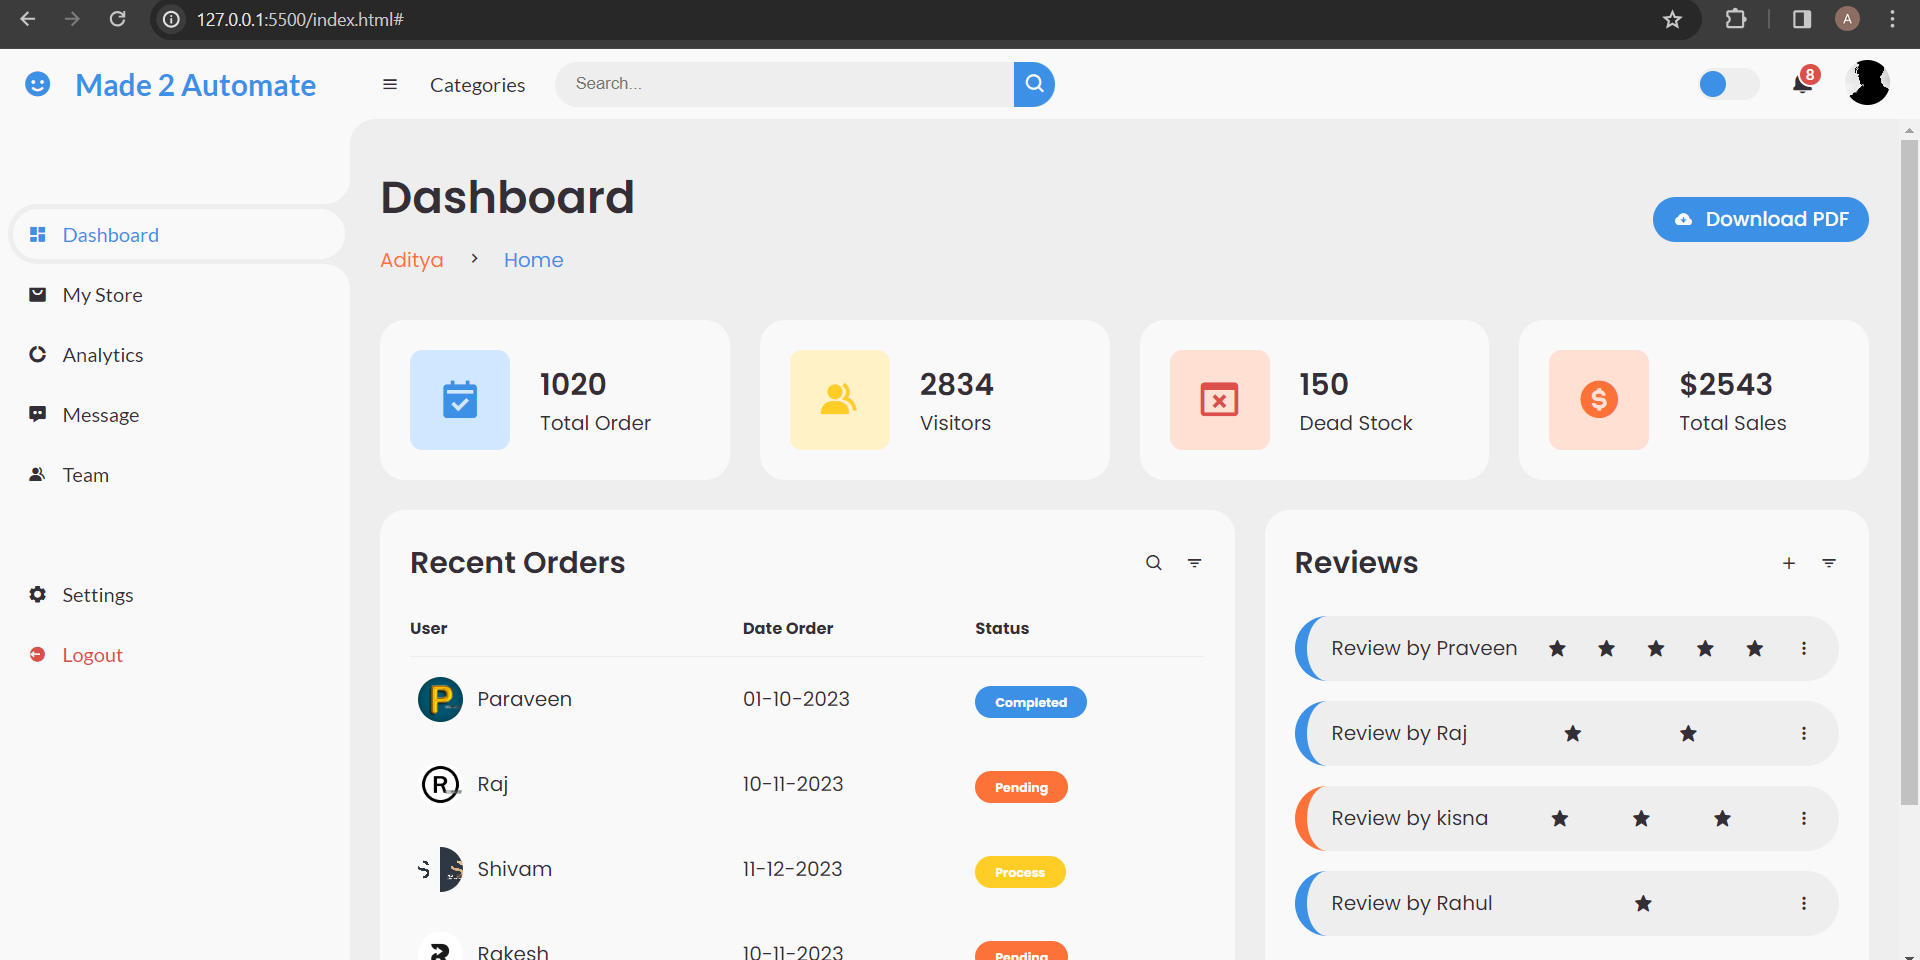 127.0.0.1:5500/index.html#
A
Made 2 Automate
Categories
Search...
8
Dashboard
My Store
Analytics
Message
Team
Settings
Logout
Dashboard
Aditya > Home
Download PDF
1020
Total Order
2834
Visitors
150
Dead Stock
$2543
Total Sales
Recent Orders
User Date Order Status
P Paraveen 01-10-2023 Completed
R Raj 10-11-2023 Pending
S S Shivam 11-12-2023 Process
R Rakesh 10-11-2023 Pending
Reviews
Review by Praveen
Review by Raj
Review by kisna
Review by Rahul